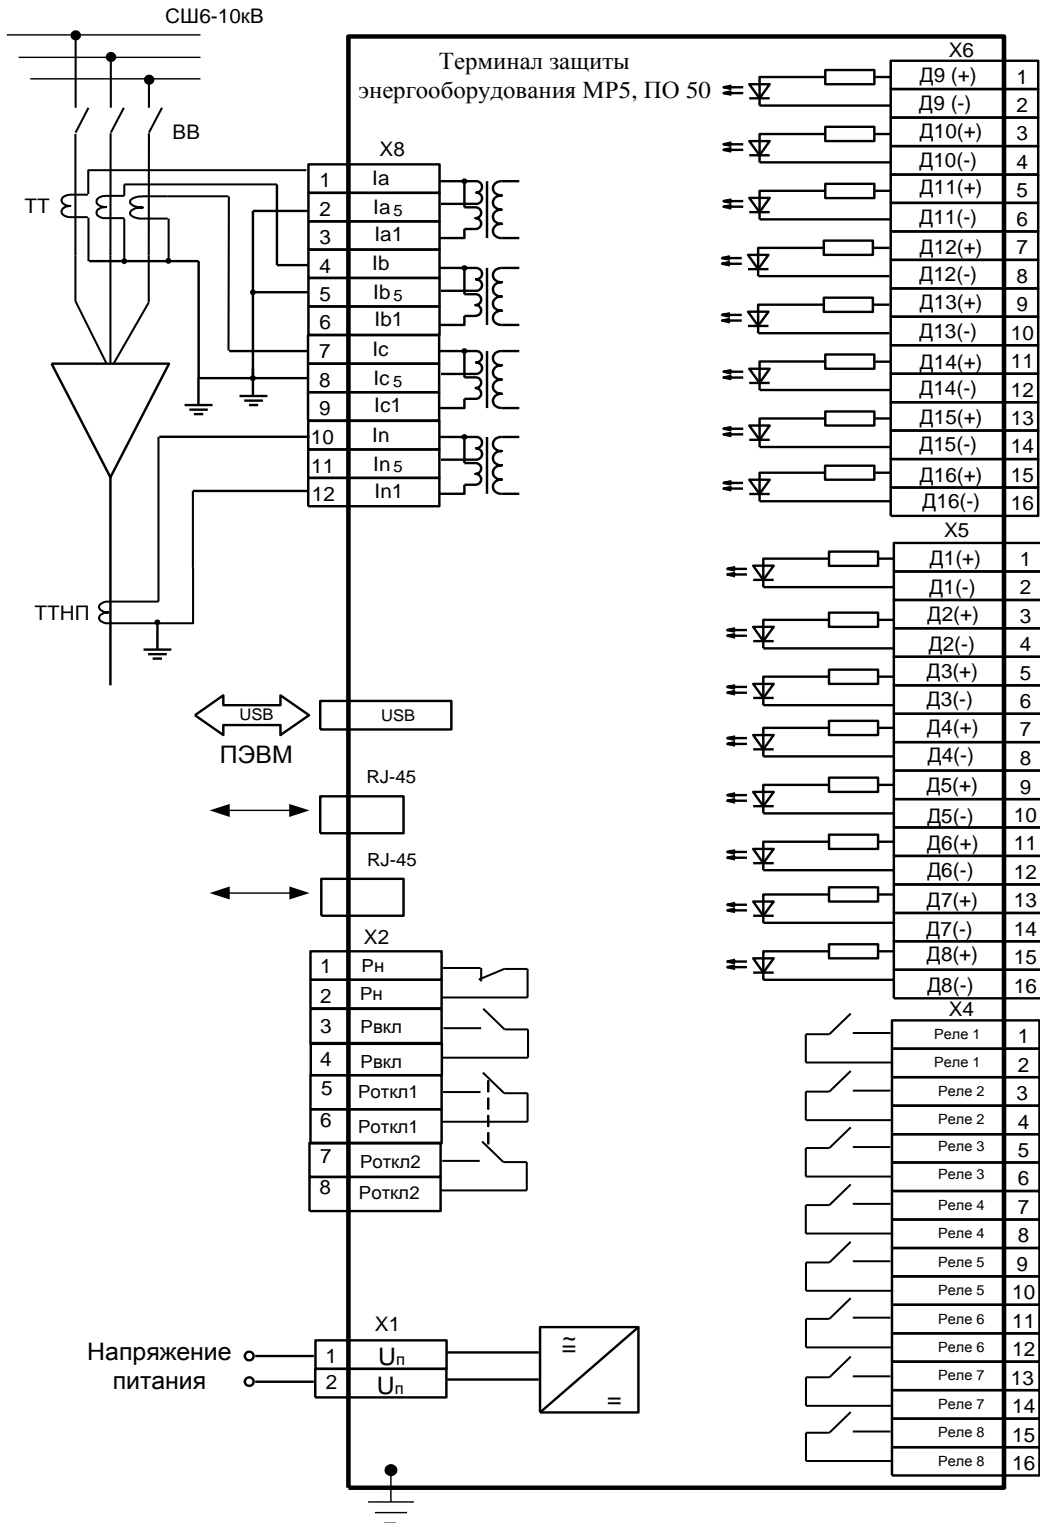 СШ6-10кВ
Терминал защиты
энергооборудования МР5, ПО 50
ВВ
ТТ
X8
1 Ia
2 Ia5
3 Ia1
4 Ib
5 Ib5
6 Ib1
7 Ic
8 Ic5
9 Ic1
10 In
11 In5
12 In1
ТТНП
USB
USB
ПЭВМ
RJ-45
RJ-45
X2
1 Рн
2 Рн
3 Рвкл
4 Рвкл
5 Роткл1
6 Роткл1
7 Роткл2
8 Роткл2
X1
Напряжение
питания
1 Uп
2 Uп
≅
=
X6
Д9 (+) 1
Д9 (-) 2
Д10(+) 3
Д10(-) 4
Д11(+) 5
Д11(-) 6
Д12(+) 7
Д12(-) 8
Д13(+) 9
Д13(-) 10
Д14(+) 11
Д14(-) 12
Д15(+) 13
Д15(-) 14
Д16(+) 15
Д16(-) 16
X5
Д1(+) 1
Д1(-) 2
Д2(+) 3
Д2(-) 4
Д3(+) 5
Д3(-) 6
Д4(+) 7
Д4(-) 8
Д5(+) 9
Д5(-) 10
Д6(+) 11
Д6(-) 12
Д7(+) 13
Д7(-) 14
Д8(+) 15
Д8(-) 16
X4
Реле 1 1
Реле 1 2
Реле 2 3
Реле 2 4
Реле 3 5
Реле 3 6
Реле 4 7
Реле 4 8
Реле 5 9
Реле 5 10
Реле 6 11
Реле 6 12
Реле 7 13
Реле 7 14
Реле 8 15
Реле 8 16